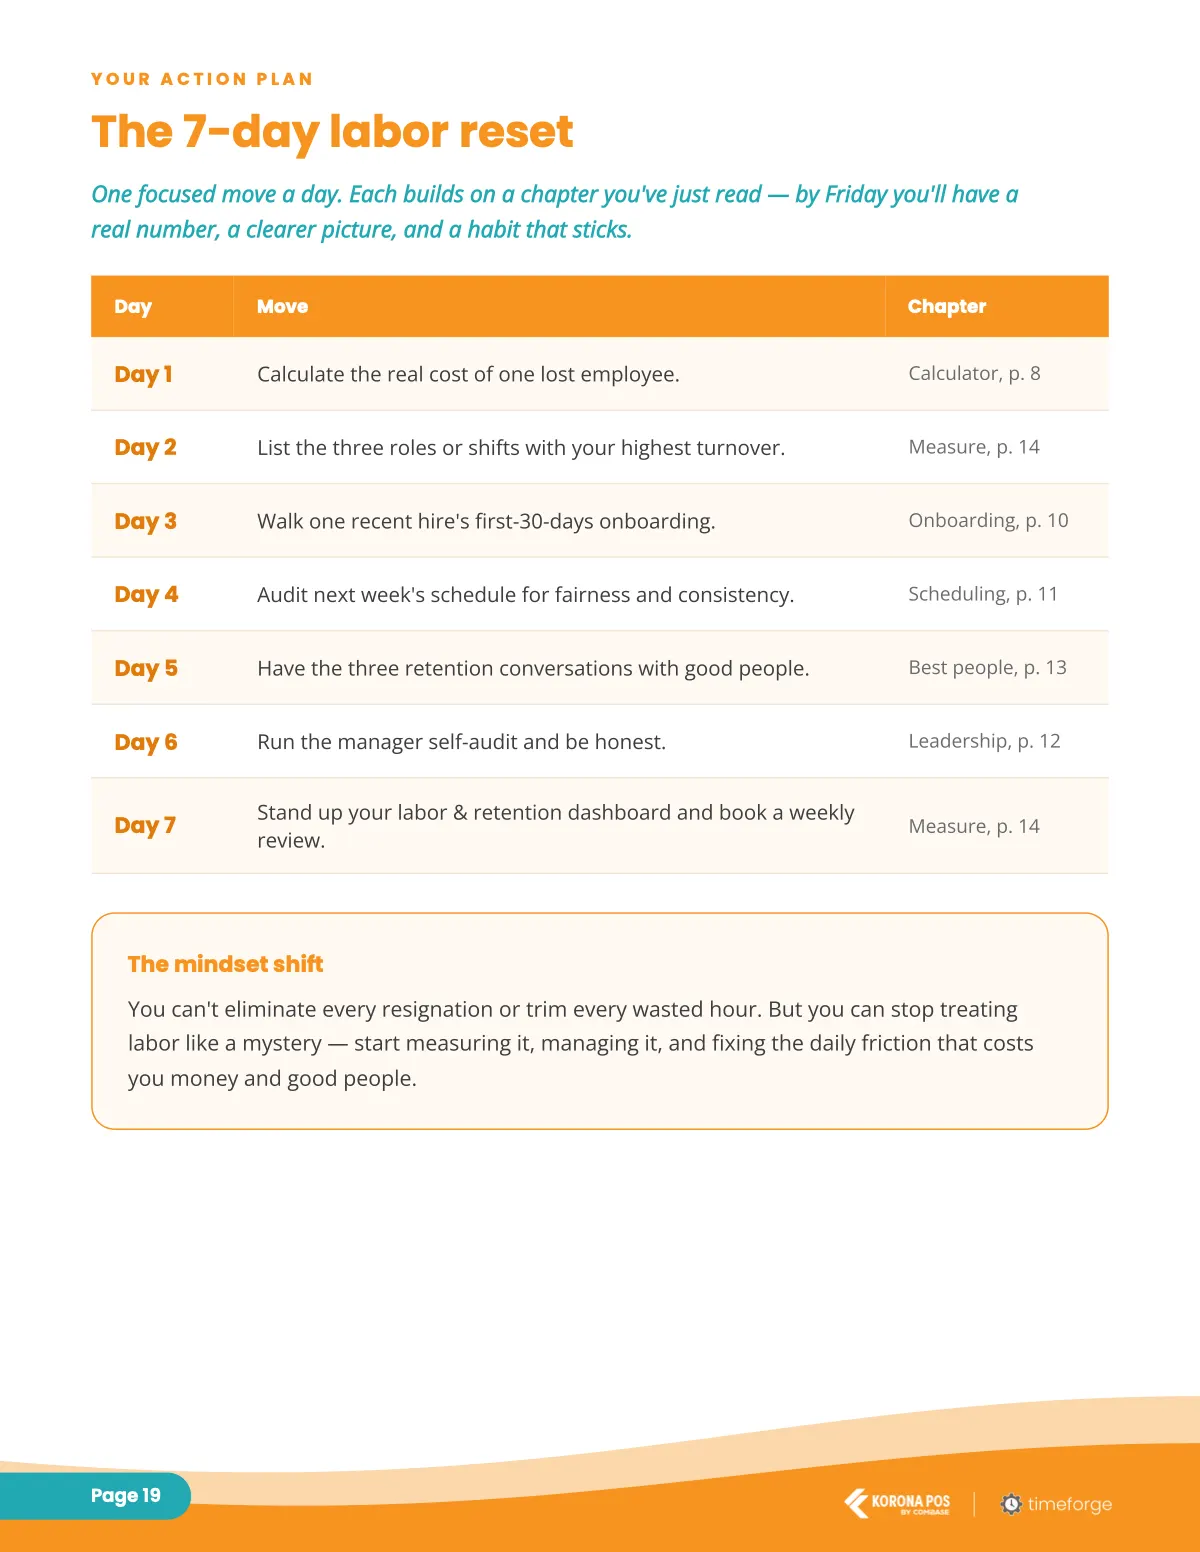 YOUR ACTION PLAN
The 7-day labor reset
One focused move a day. Each builds on a chapter you've just read — by Friday you'll have a
real number, a clearer picture, and a habit that sticks.
Day Move Chapter
Day 1 Calculate the real cost of one lost employee. Calculator, p. 8
Day 2 List the three roles or shifts with your highest turnover. Measure, p. 14
Day 3 Walk one recent hire's first-30-days onboarding. Onboarding, p. 10
Day 4 Audit next week's schedule for fairness and consistency. Scheduling, p. 11
Day 5 Have the three retention conversations with good people. Best people, p. 13
Day 6 Run the manager self-audit and be honest. Leadership, p. 12
Day 7 Stand up your labor & retention dashboard and book a weekly
review. Measure, p. 14
The mindset shift
You can't eliminate every resignation or trim every wasted hour. But you can stop treating
labor like a mystery — start measuring it, managing it, and fixing the daily friction that costs
you money and good people.
Page 19
KORONA POS
BY COMBASE
timeforge